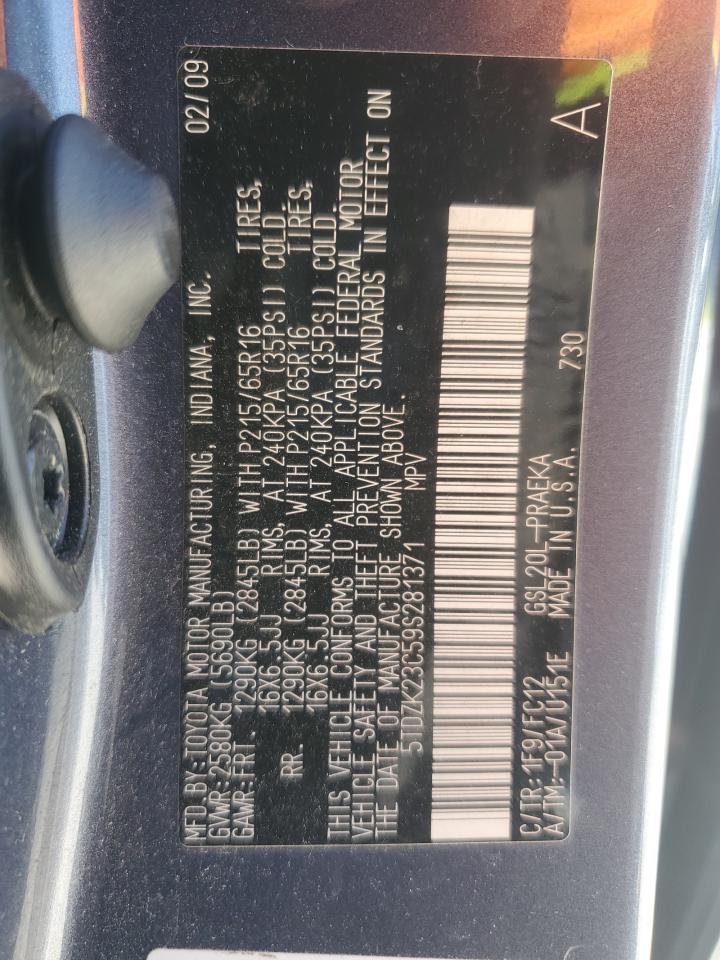 MFD.BY:TOYOTA MOTOR MANUFACTURING, INDIANA, INC. 02/09
GVWR:2580KG (5690LB)
GAWR:FRT. 1290KG (2845LB) WITH P215/65R16 TIRES,
16X6.5JJ RIMS, AT 240KPA (35PSI) COLD.
RR. 1290KG (2845LB) WITH P215/65R16 TIRES,
16X6.5JJ RIMS, AT 240KPA (35PSI) COLD.
THIS VEHICLE CONFORMS TO ALL APPLICABLE FEDERAL MOTOR
VEHICLE SAFETY AND THEFT PREVENTION STANDARDS IN EFFECT ON
THE DATE OF MANUFACTURE SHOWN ABOVE.
5TDZK23C59S281371 MPV
C/TR:1F9/FC12 GSL20L-PRAEKA
A/TM:-01A/U151E MADE IN U.S.A. 730 A